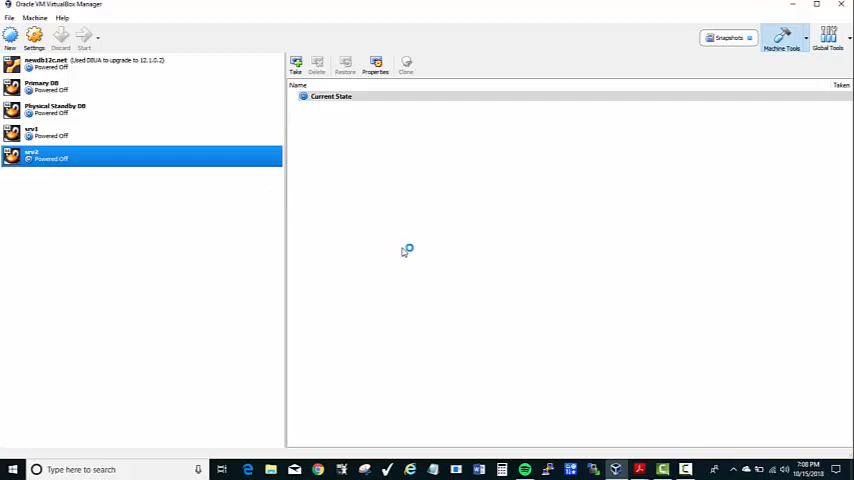 Oracle VM VirtualBox Manager
File Machine Help
New Settings Discard Start
Snapshots
Machine Tools Global Tools
newdb12c.net (Used DBUA to upgrade to 12.1.0.2)
Powered Off
Primary DB
Powered Off
Physical Standby DB
Powered Off
srv1
Powered Off
srv2
Powered Off
Take Delete Restore Properties Clone
Name Taken
Current State
Type here to search
7:08 PM
10/15/2018